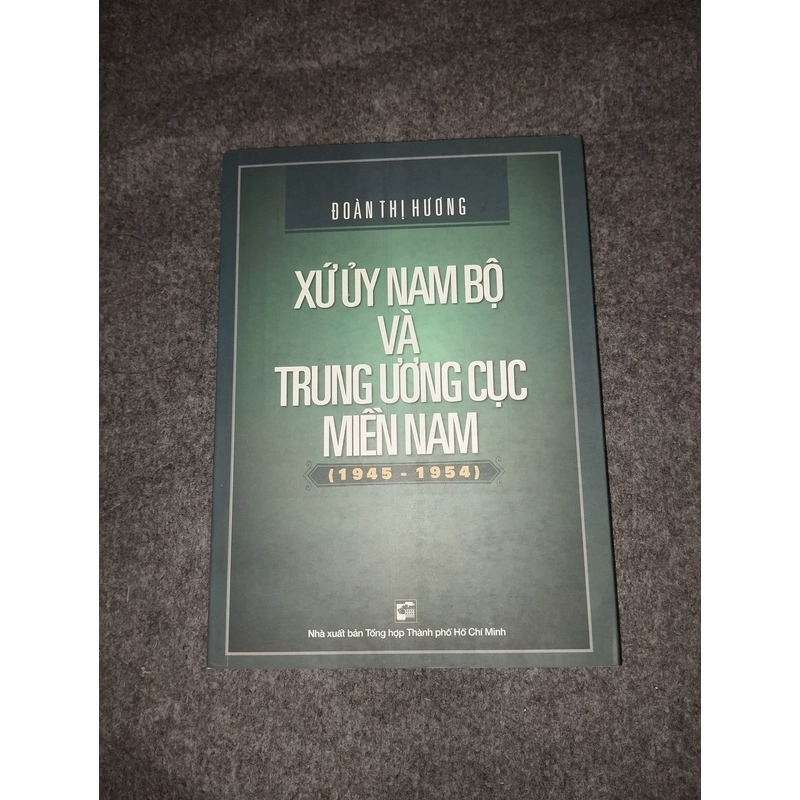 ĐOÀN THỊ HƯƠNG
XỨ ỦY NAM BỘ
VÀ
TRUNG ƯƠNG CỤC
MIỀN NAM
(1945 - 1954)
Nhà xuất bản Tổng hợp Thành phố Hồ Chí Minh